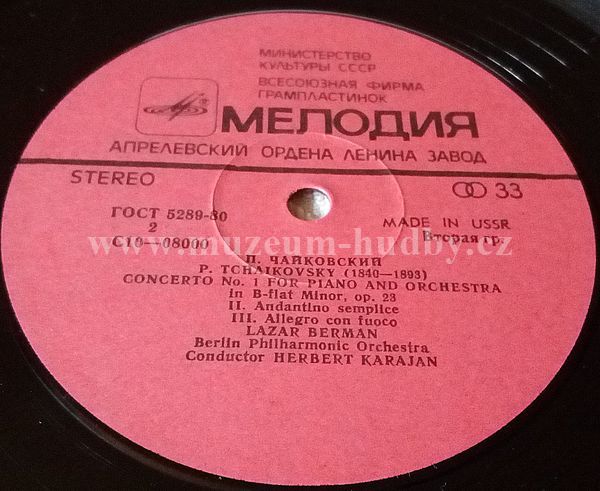 МИНИСТЕРСТВО
КУЛЬТУРЫ СССР
ВСЕСОЮЗНАЯ ФИРМА
ГРАМПЛАСТИНОК
МЕЛОДИЯ
АПРЕЛЕВСКИЙ ОРДЕНА ЛЕНИНА ЗАВОД
STEREO 33
ГОСТ 5289-80 MADE IN USSR
2 Вторая гр.
С10—08000
www.muzeum-hudby.cz
П. ЧАЙКОВСКИЙ
P. TCHAIKOVSKY (1840—1893)
CONCERTO No. 1 FOR PIANO AND ORCHESTRA
in B-flat Minor, op. 23
II. Andantino semplice
III. Allegro con fuoco
LAZAR BERMAN
Berlin Philharmonic Orchestra
Conductor HERBERT KARAJAN